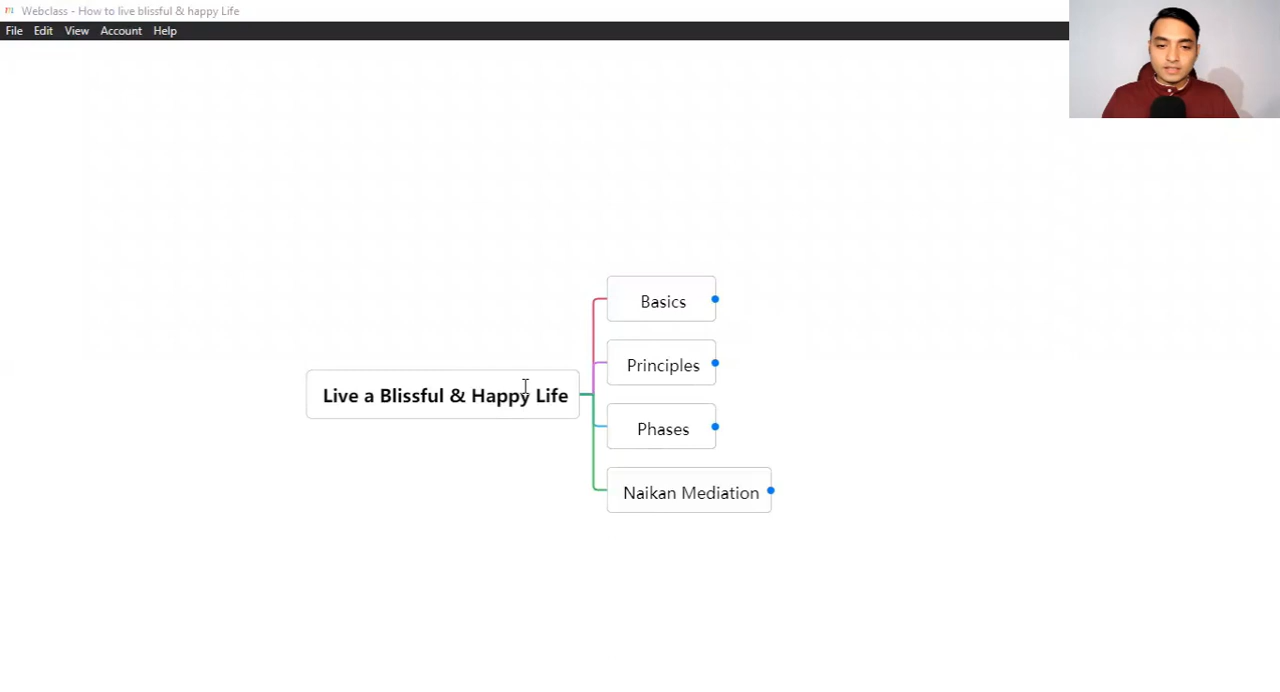 Webclass - How to live blissful & happy Life
File Edit View Account Help
Basics
Principles
Live a Blissful & Happy Life
Phases
Naikan Mediation